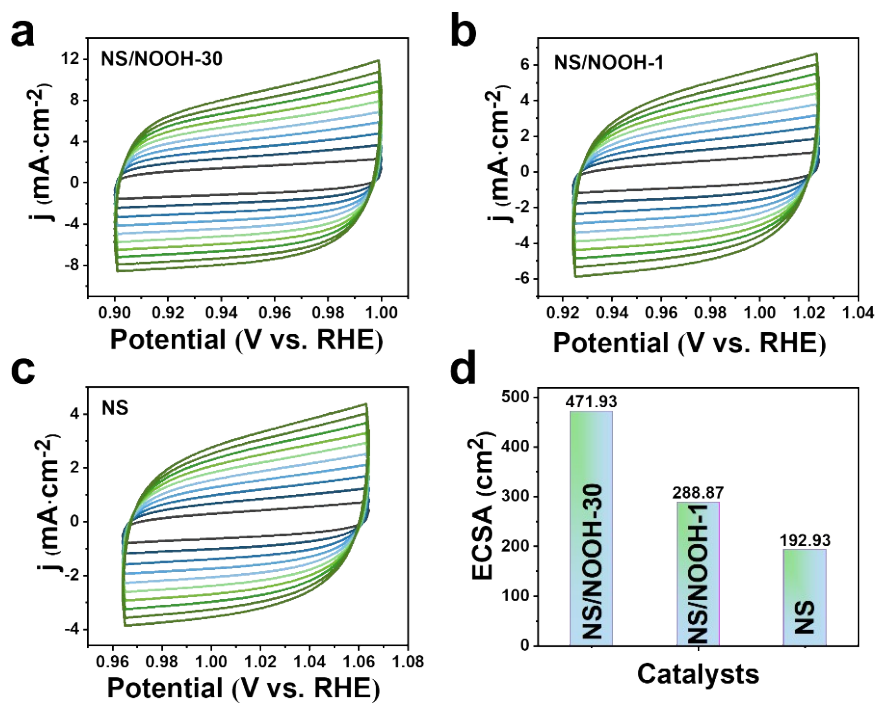 a
NS/NOOH-30
12
8
4
0
-4
-8
j (mA·cm⁻²)
0.90 0.92 0.94 0.96 0.98 1.00
Potential (V vs. RHE)
b
NS/NOOH-1
6
4
2
0
-2
-4
-6
j (mA·cm⁻²)
0.92 0.94 0.96 0.98 1.00 1.02 1.04
Potential (V vs. RHE)
c
NS
4
2
0
-2
-4
j (mA·cm⁻²)
0.96 0.98 1.00 1.02 1.04 1.06 1.08
Potential (V vs. RHE)
d
500
400
300
200
100
0
ECSA (cm²)
471.93
288.87
192.93
NS/NOOH-30
NS/NOOH-1
NS
Catalysts